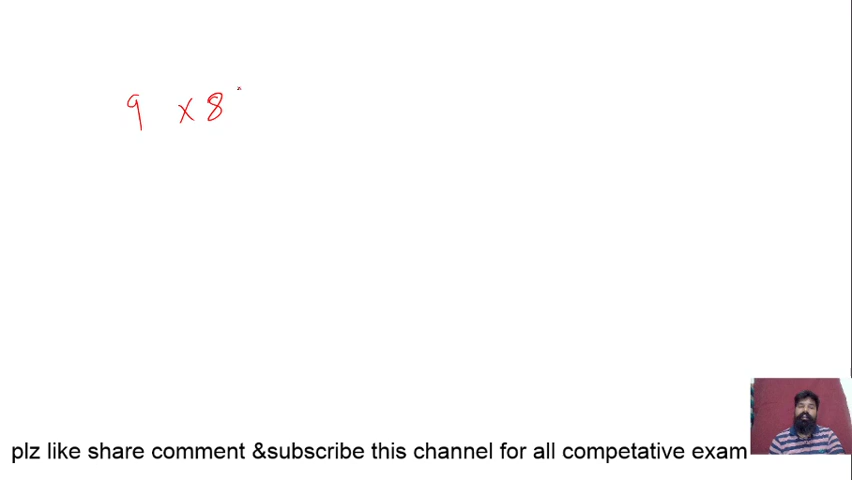 9 x 8
plz like share comment &subscribe this channel for all competative exam